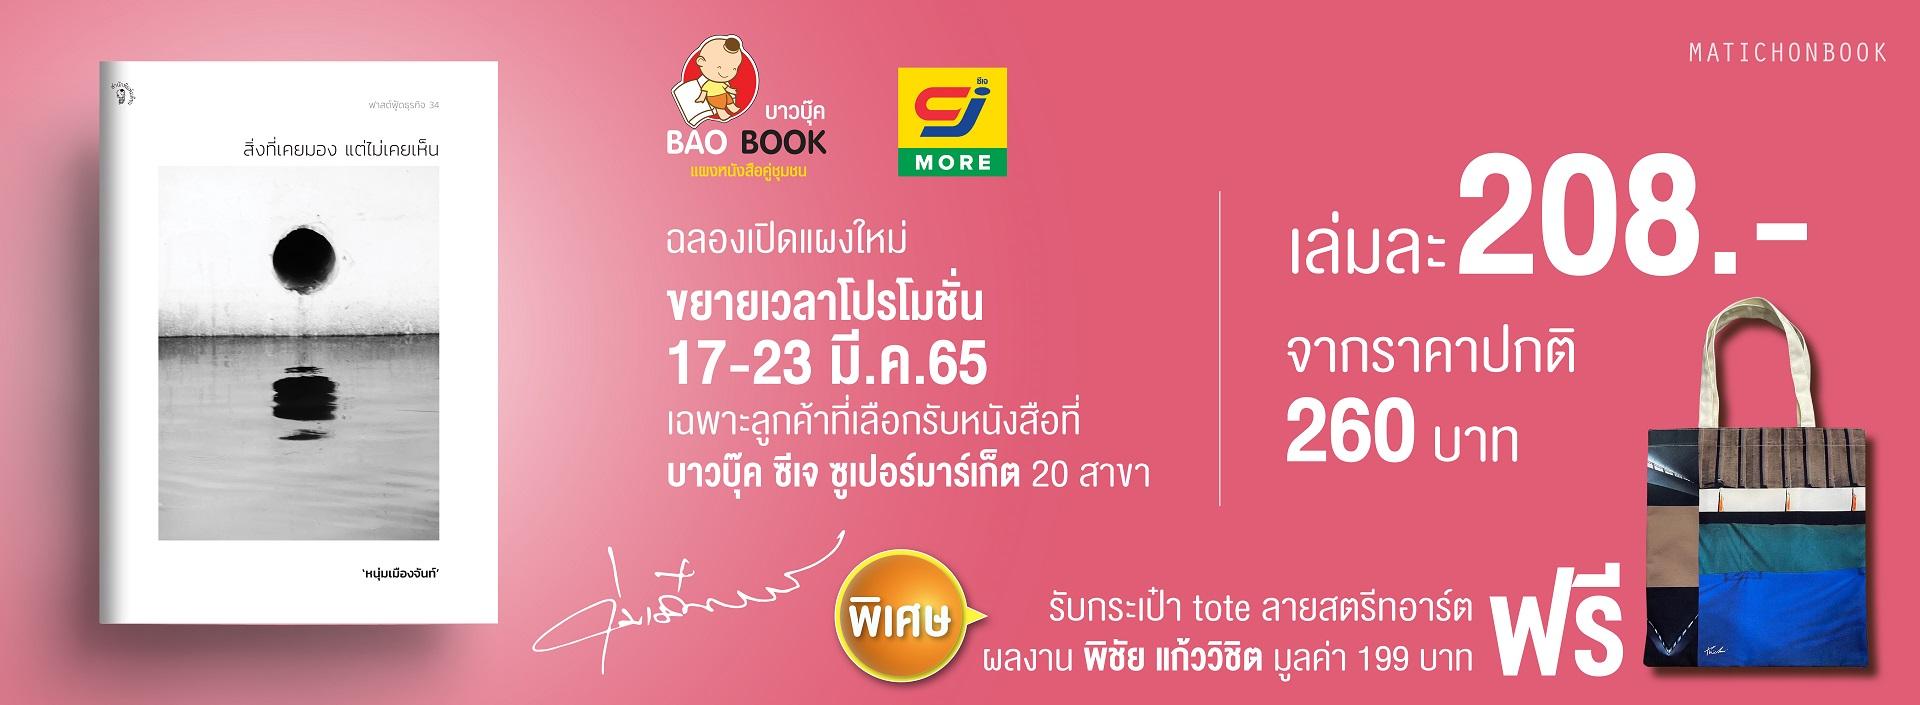 ฟาสต์ฟู้ดธุรกิจ 34
สิ่งที่เคยมอง แต่ไม่เคยเห็น
'หนุ่มเมืองจันท์'
บาวบุ๊ค
BAO BOOK
แผงหนังสือคู่ชุมชน
ซีเจ
CJ
MORE
ฉลองเปิดแผงใหม่
ขยายเวลาโปรโมชั่น
17-23 มี.ค.65
เฉพาะลูกค้าที่เลือกรับหนังสือที่
บาวบุ๊ค ซีเจ ซูเปอร์มาร์เก็ต 20 สาขา
MATICHONBOOK
เล่มละ 208.-
จากราคาปกติ
260 บาท
พิเศษ
รับกระเป๋า tote ลายสตรีทอาร์ต
ผลงาน พิชัย แก้ววิชิต มูลค่า 199 บาท
ฟรี